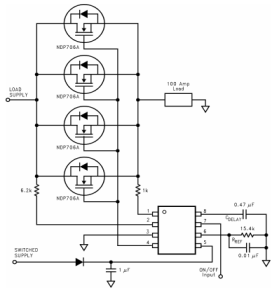 NDP706A
LOAD
SUPPLY
100 Amp
Load
NDP706A
NDP706A
NDP706A
6.2k
1k
0.47 μF
1
8
CDELAY
2
7
15.4k
3
6
RREF
4
5
0.01 μF
SWITCHED
SUPPLY
1 μF
ON/OFF
Input